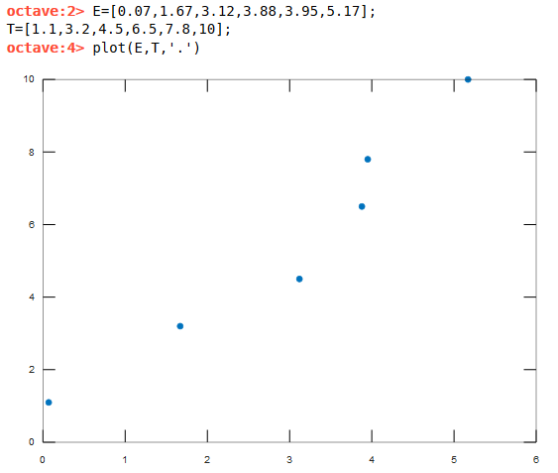 octave:2> E=[0.07,1.67,3.12,3.88,3.95,5.17];
T=[1.1,3.2,4.5,6.5,7.8,10];
octave:4> plot(E,T,'.')
10
8
6
4
2
0
0 1 2 3 4 5 6